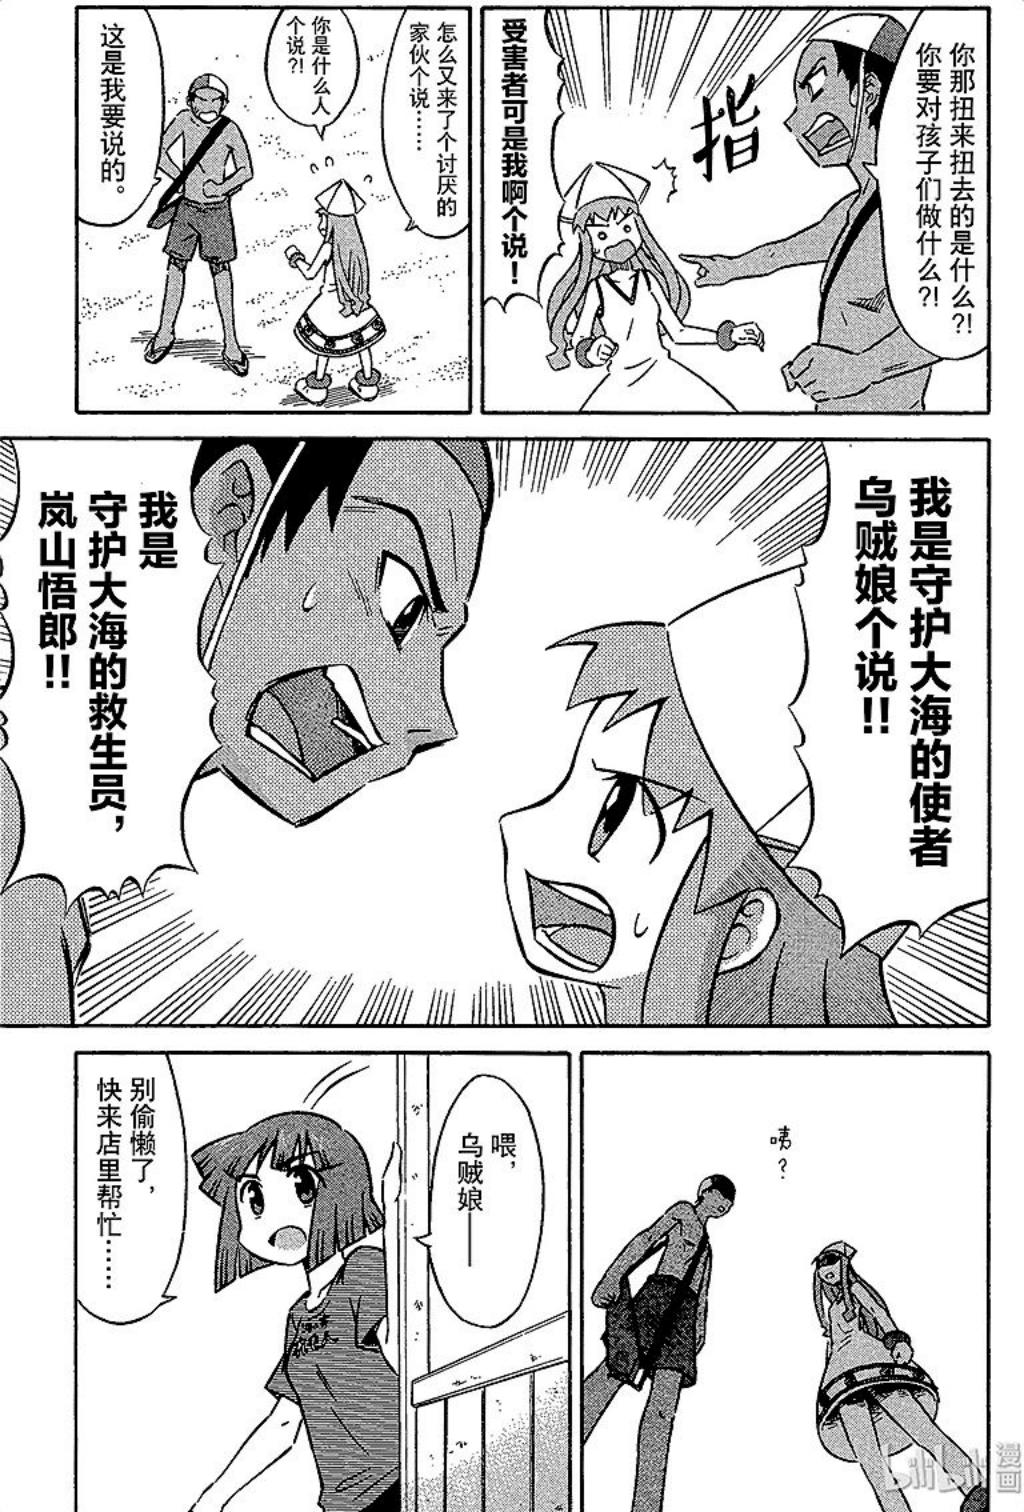 你那扭来扭去的是什么?!
你要对孩子们做什么?!
指
受害者可是我啊个说!
怎么又来了个讨厌的
家伙个说……
你是什么人
个说?!
这是我要说的。
我是守护大海的使者
乌贼娘个说!!
我是
守护大海的救生员,
岚山悟郎!!
咦?
喂,
乌贼娘——
别偷懒了,
快来店里帮忙……
bilibili
漫画